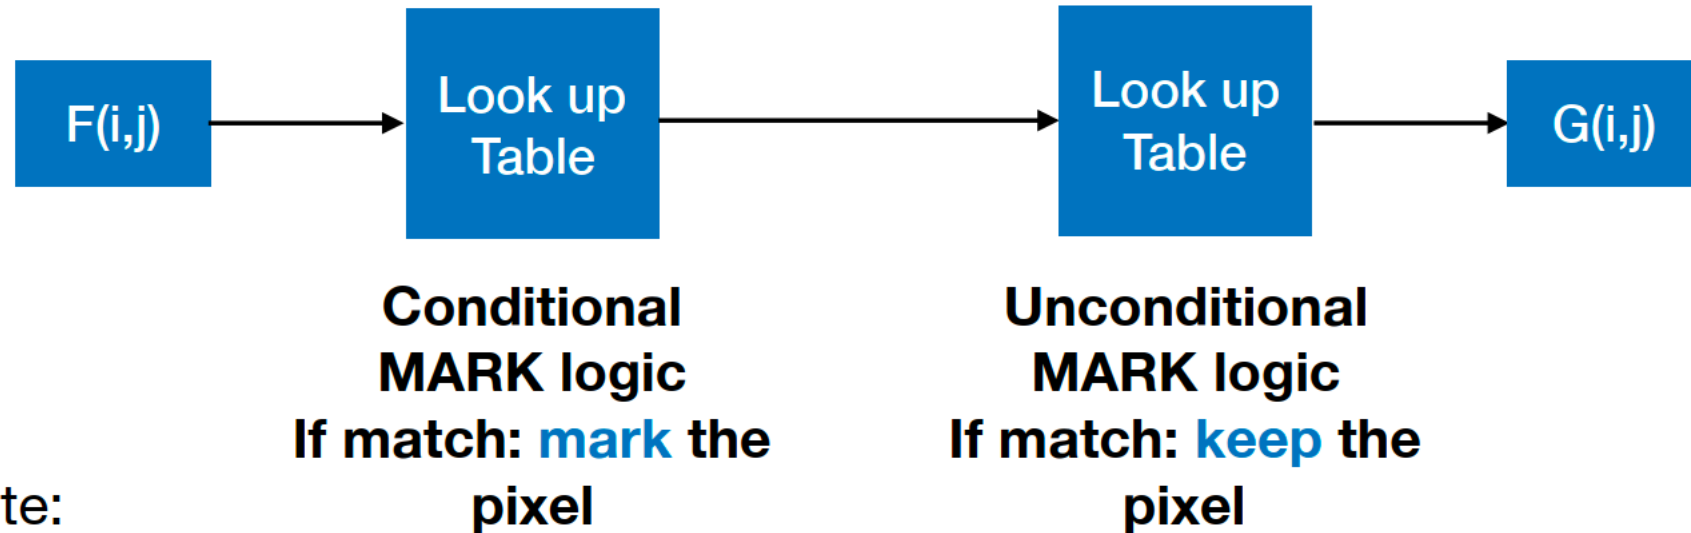 F(i,j)
Look up
Table
Look up
Table
G(i,j)
Conditional
MARK logic
If match: mark the
pixel
Unconditional
MARK logic
If match: keep the
pixel
te: